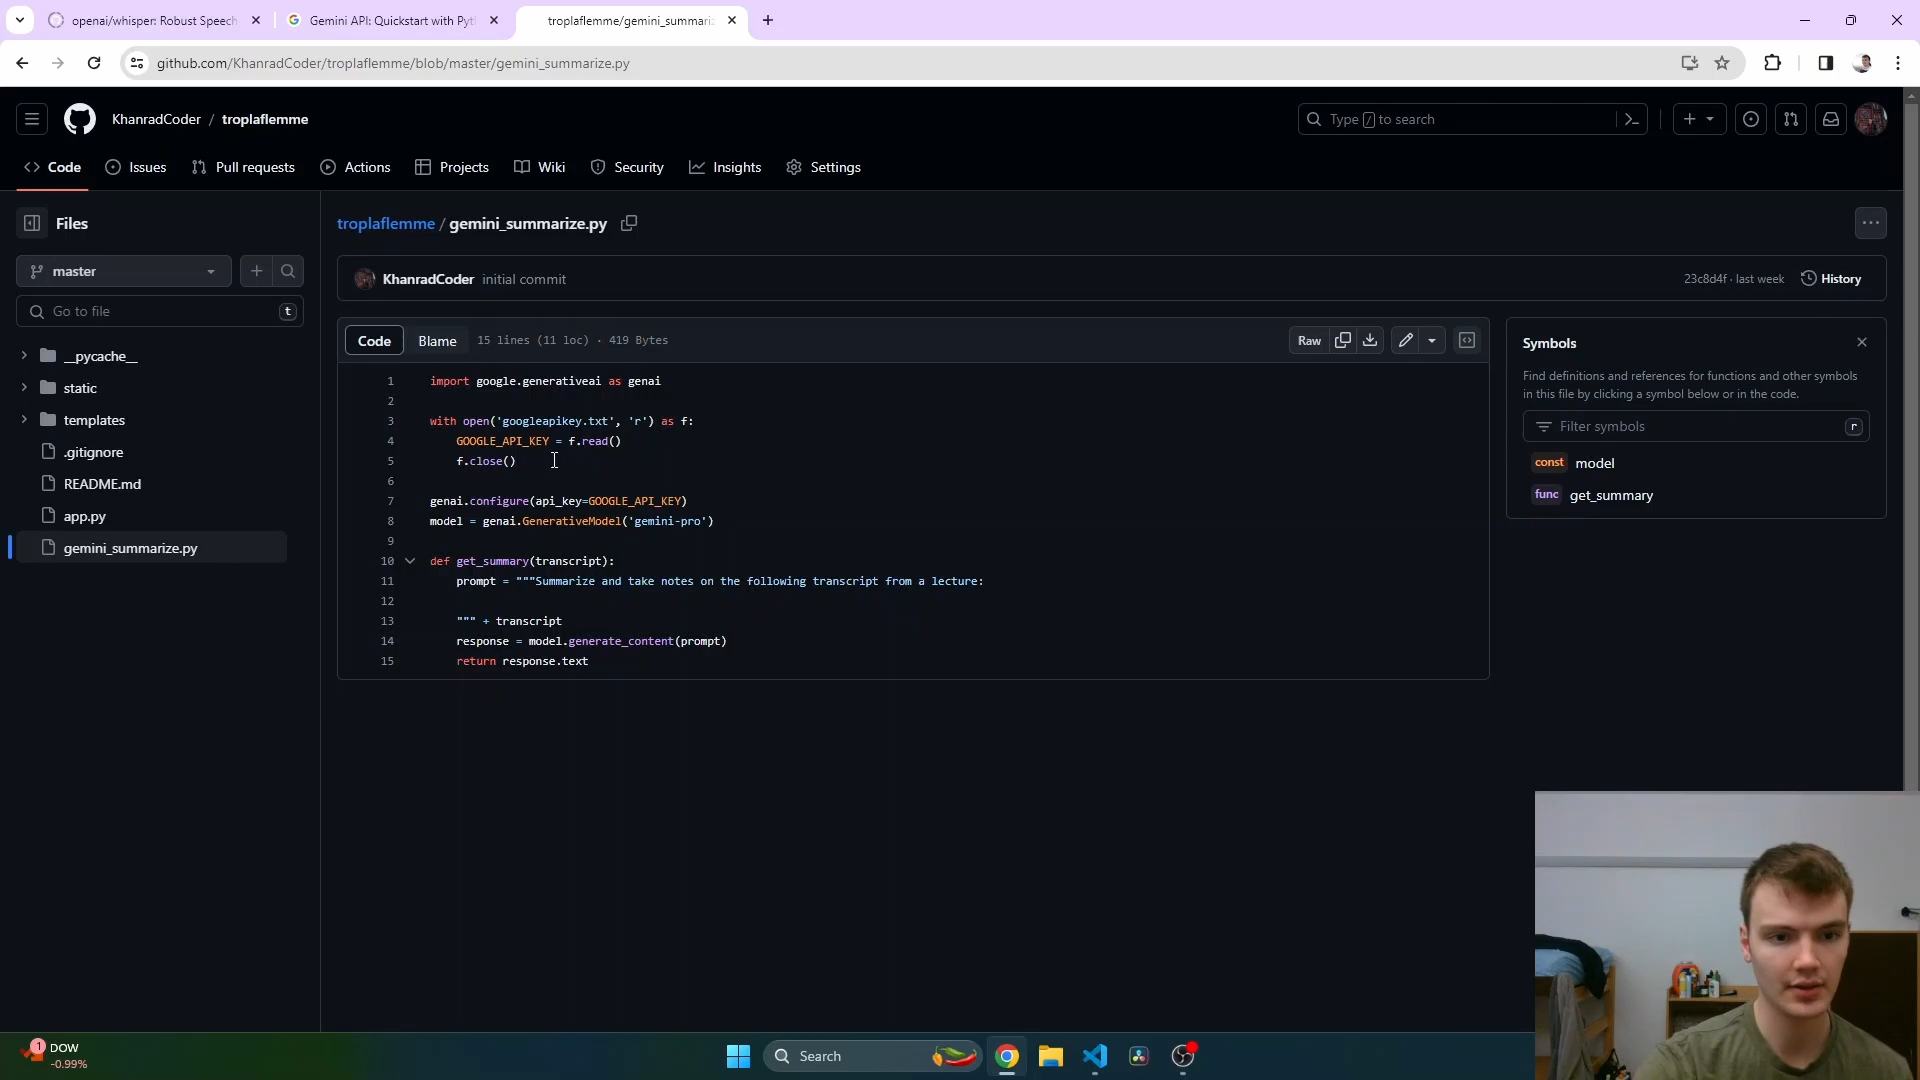 openai/whisper: Robust Speech
Gemini API: Quickstart with Pyt
troplaflemme/gemini_summariz
github.com/KhanradCoder/troplaflemme/blob/master/gemini_summarize.py
KhanradCoder / troplaflemme
Type / to search
Code
Issues
Pull requests
Actions
Projects
Wiki
Security
Insights
Settings
Files
master
Go to file
t
__pycache__
static
templates
.gitignore
README.md
app.py
gemini_summarize.py
troplaflemme / gemini_summarize.py
KhanradCoder initial commit
23c8d4f · last week
History
Code
Blame
15 lines (11 loc) · 419 Bytes
Raw
1 import google.generativeai as genai
2
3 with open('googleapikey.txt', 'r') as f:
4 GOOGLE_API_KEY = f.read()
5 f.close()
6
7 genai.configure(api_key=GOOGLE_API_KEY)
8 model = genai.GenerativeModel('gemini-pro')
9
10 def get_summary(transcript):
11 prompt = """Summarize and take notes on the following transcript from a lecture:
12
13 """ + transcript
14 response = model.generate_content(prompt)
15 return response.text
Symbols
Find definitions and references for functions and other symbols
in this file by clicking a symbol below or in the code.
Filter symbols
r
const model
func get_summary
1
DOW
-0.99%
Search